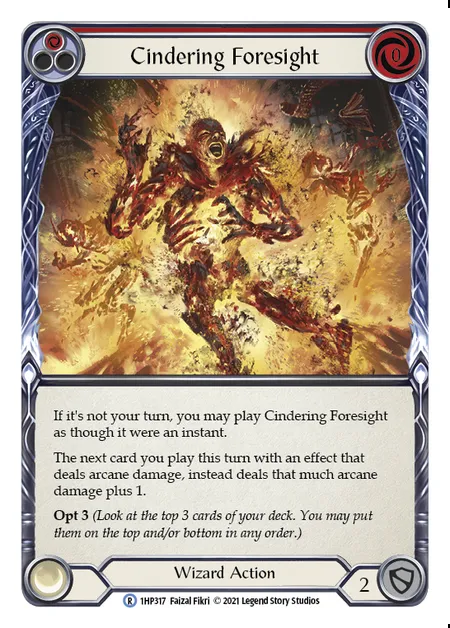 Cindering Foresight
0
If it's not your turn, you may play Cindering Foresight
as though it were an instant.
The next card you play this turn with an effect that
deals arcane damage, instead deals that much arcane
damage plus 1.
Opt 3 (Look at the top 3 cards of your deck. You may put
them on the top and/or bottom in any order.)
Wizard Action
2
R 1HP317 Faizal Fikri © 2021 Legend Story Studios